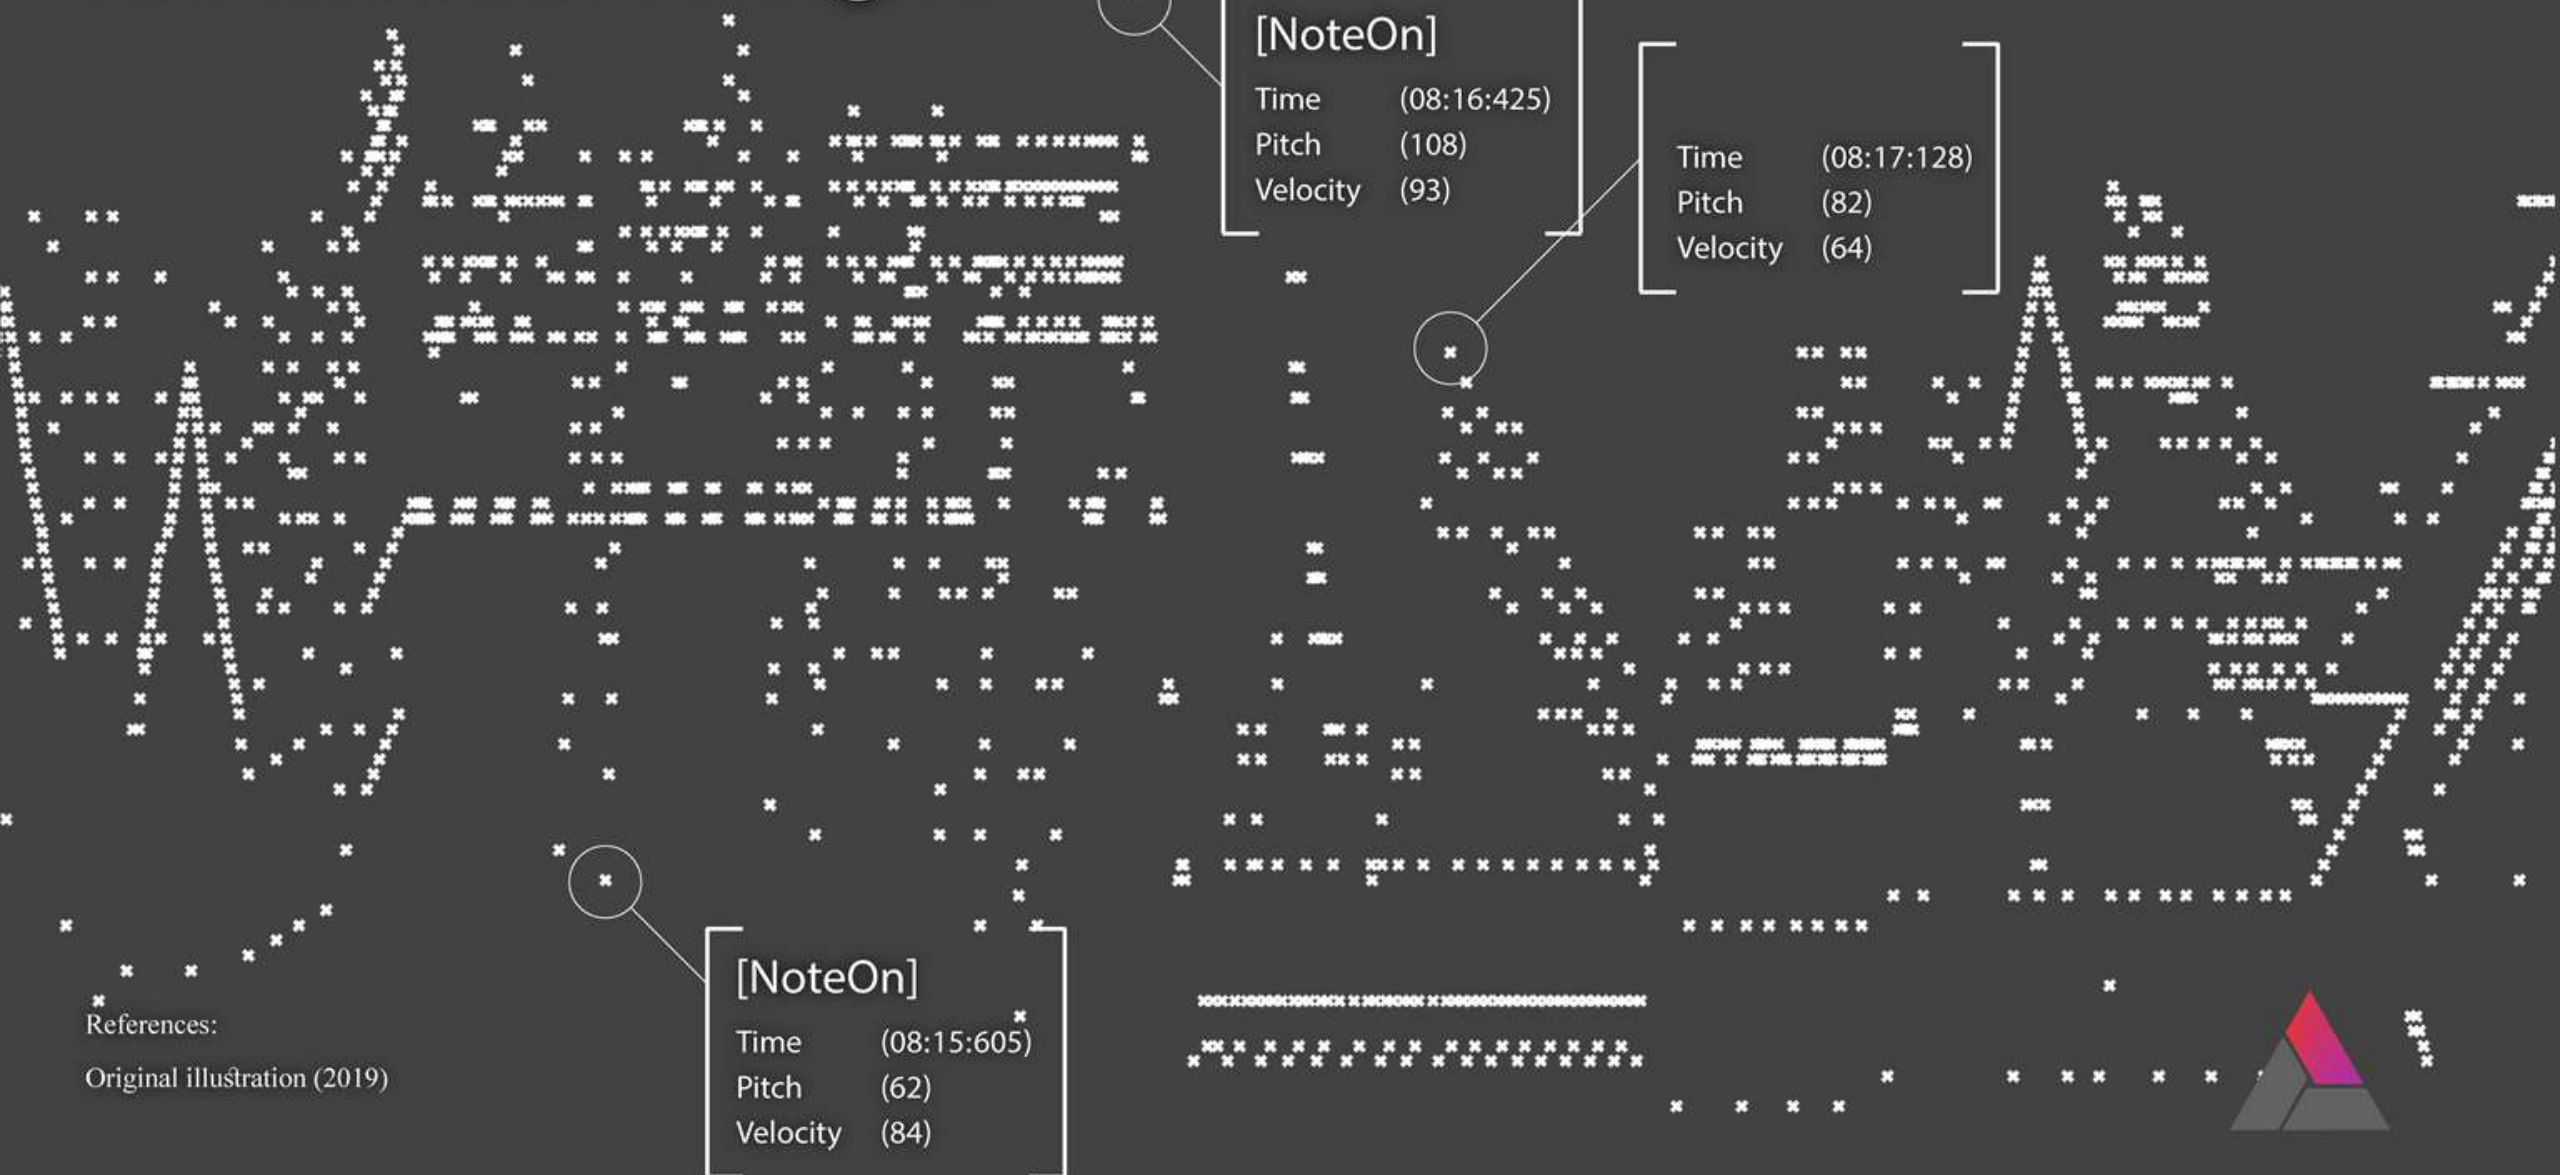 [NoteOn]
Time (08:16:425)
Pitch (108)
Velocity (93)
Time (08:17:128)
Pitch (82)
Velocity (64)
[NoteOn]
Time (08:15:605)
Pitch (62)
Velocity (84)
References:
Original illustration (2019)